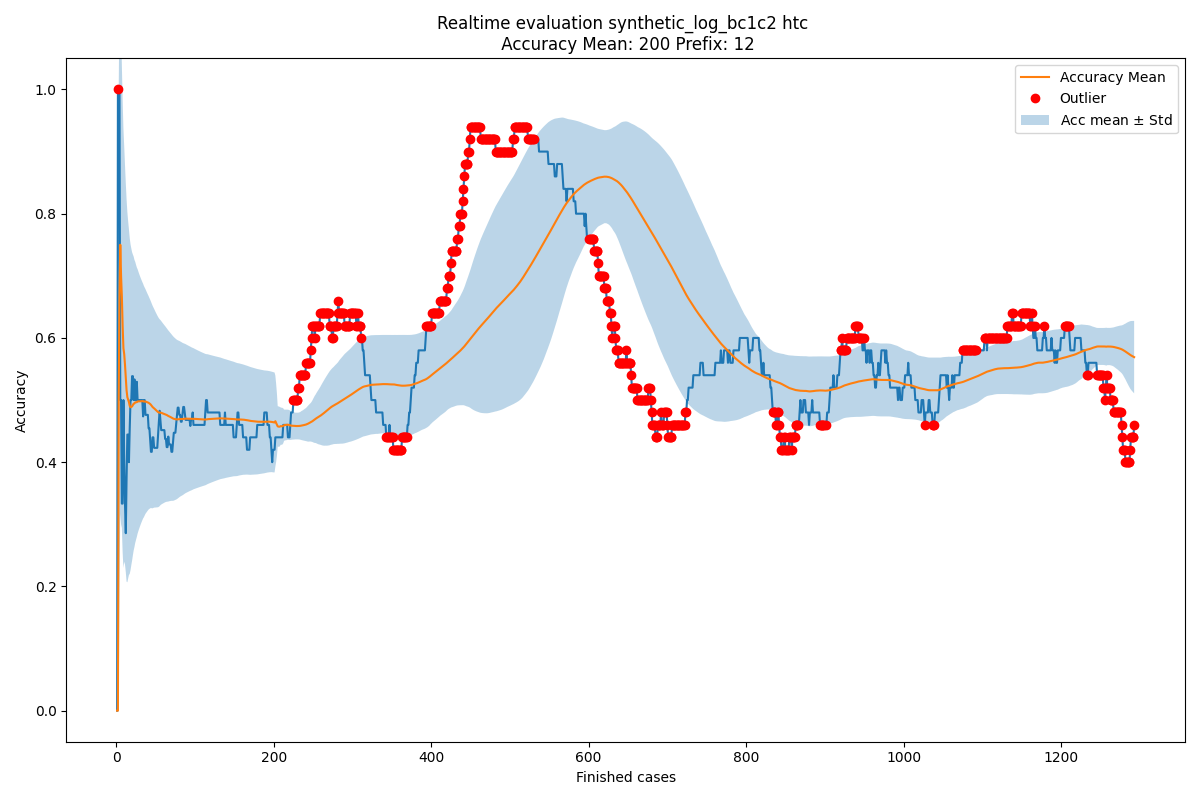 Realtime evaluation synthetic_log_bc1c2 htc
Accuracy Mean: 200 Prefix: 12
Accuracy Mean
Outlier
Acc mean ± Std
Accuracy
1.0
0.8
0.6
0.4
0.2
0.0
0
200
400
600
800
1000
1200
Finished cases